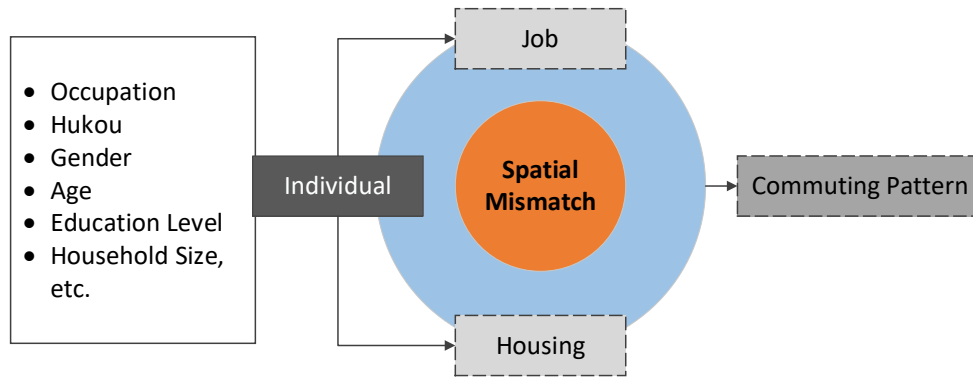 • Occupation
• Hukou
• Gender
• Age
• Education Level
• Household Size,
etc.
Individual
Job
Spatial
Mismatch
Housing
Commuting Pattern